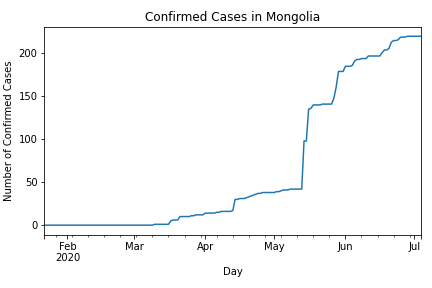 Confirmed Cases in Mongolia
Number of Confirmed Cases
200
150
100
50
0
Feb Mar Apr May Jun Jul
2020
Day